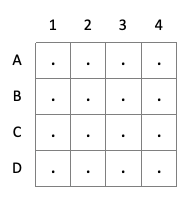 1 2 3 4
A . . . .
B . . . .
C . . . .
D . . . .